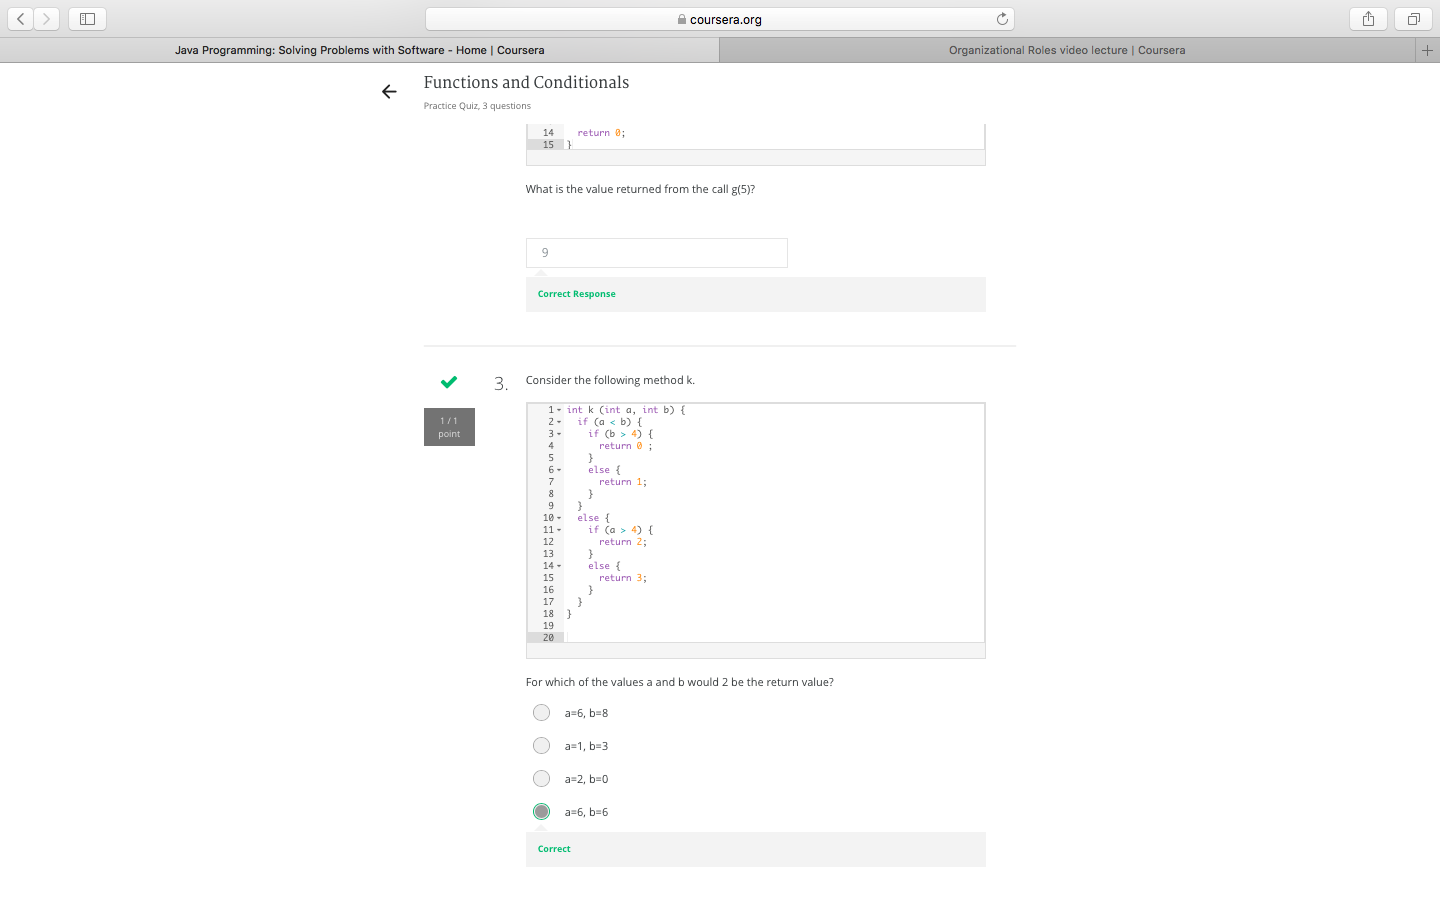 coursera.org
Java Programming: Solving Problems with Software - Home | Coursera
Organizational Roles video lecture | Coursera
Functions and Conditionals
Practice Quiz, 3 questions
14 return 0;
15 }
What is the value returned from the call g(5)?
9
Correct Response
3. Consider the following method k.
1/1
point
1 int k (int a, int b) {
2 if (a < b) {
3 if (b > 4) {
4 return 0 ;
5 }
6 else {
7 return 1;
8 }
9 }
10 else {
11 if (a > 4) {
12 return 2;
13 }
14 else {
15 return 3;
16 }
17 }
18 }
19
20
For which of the values a and b would 2 be the return value?
a=6, b=8
a=1, b=3
a=2, b=0
a=6, b=6
Correct